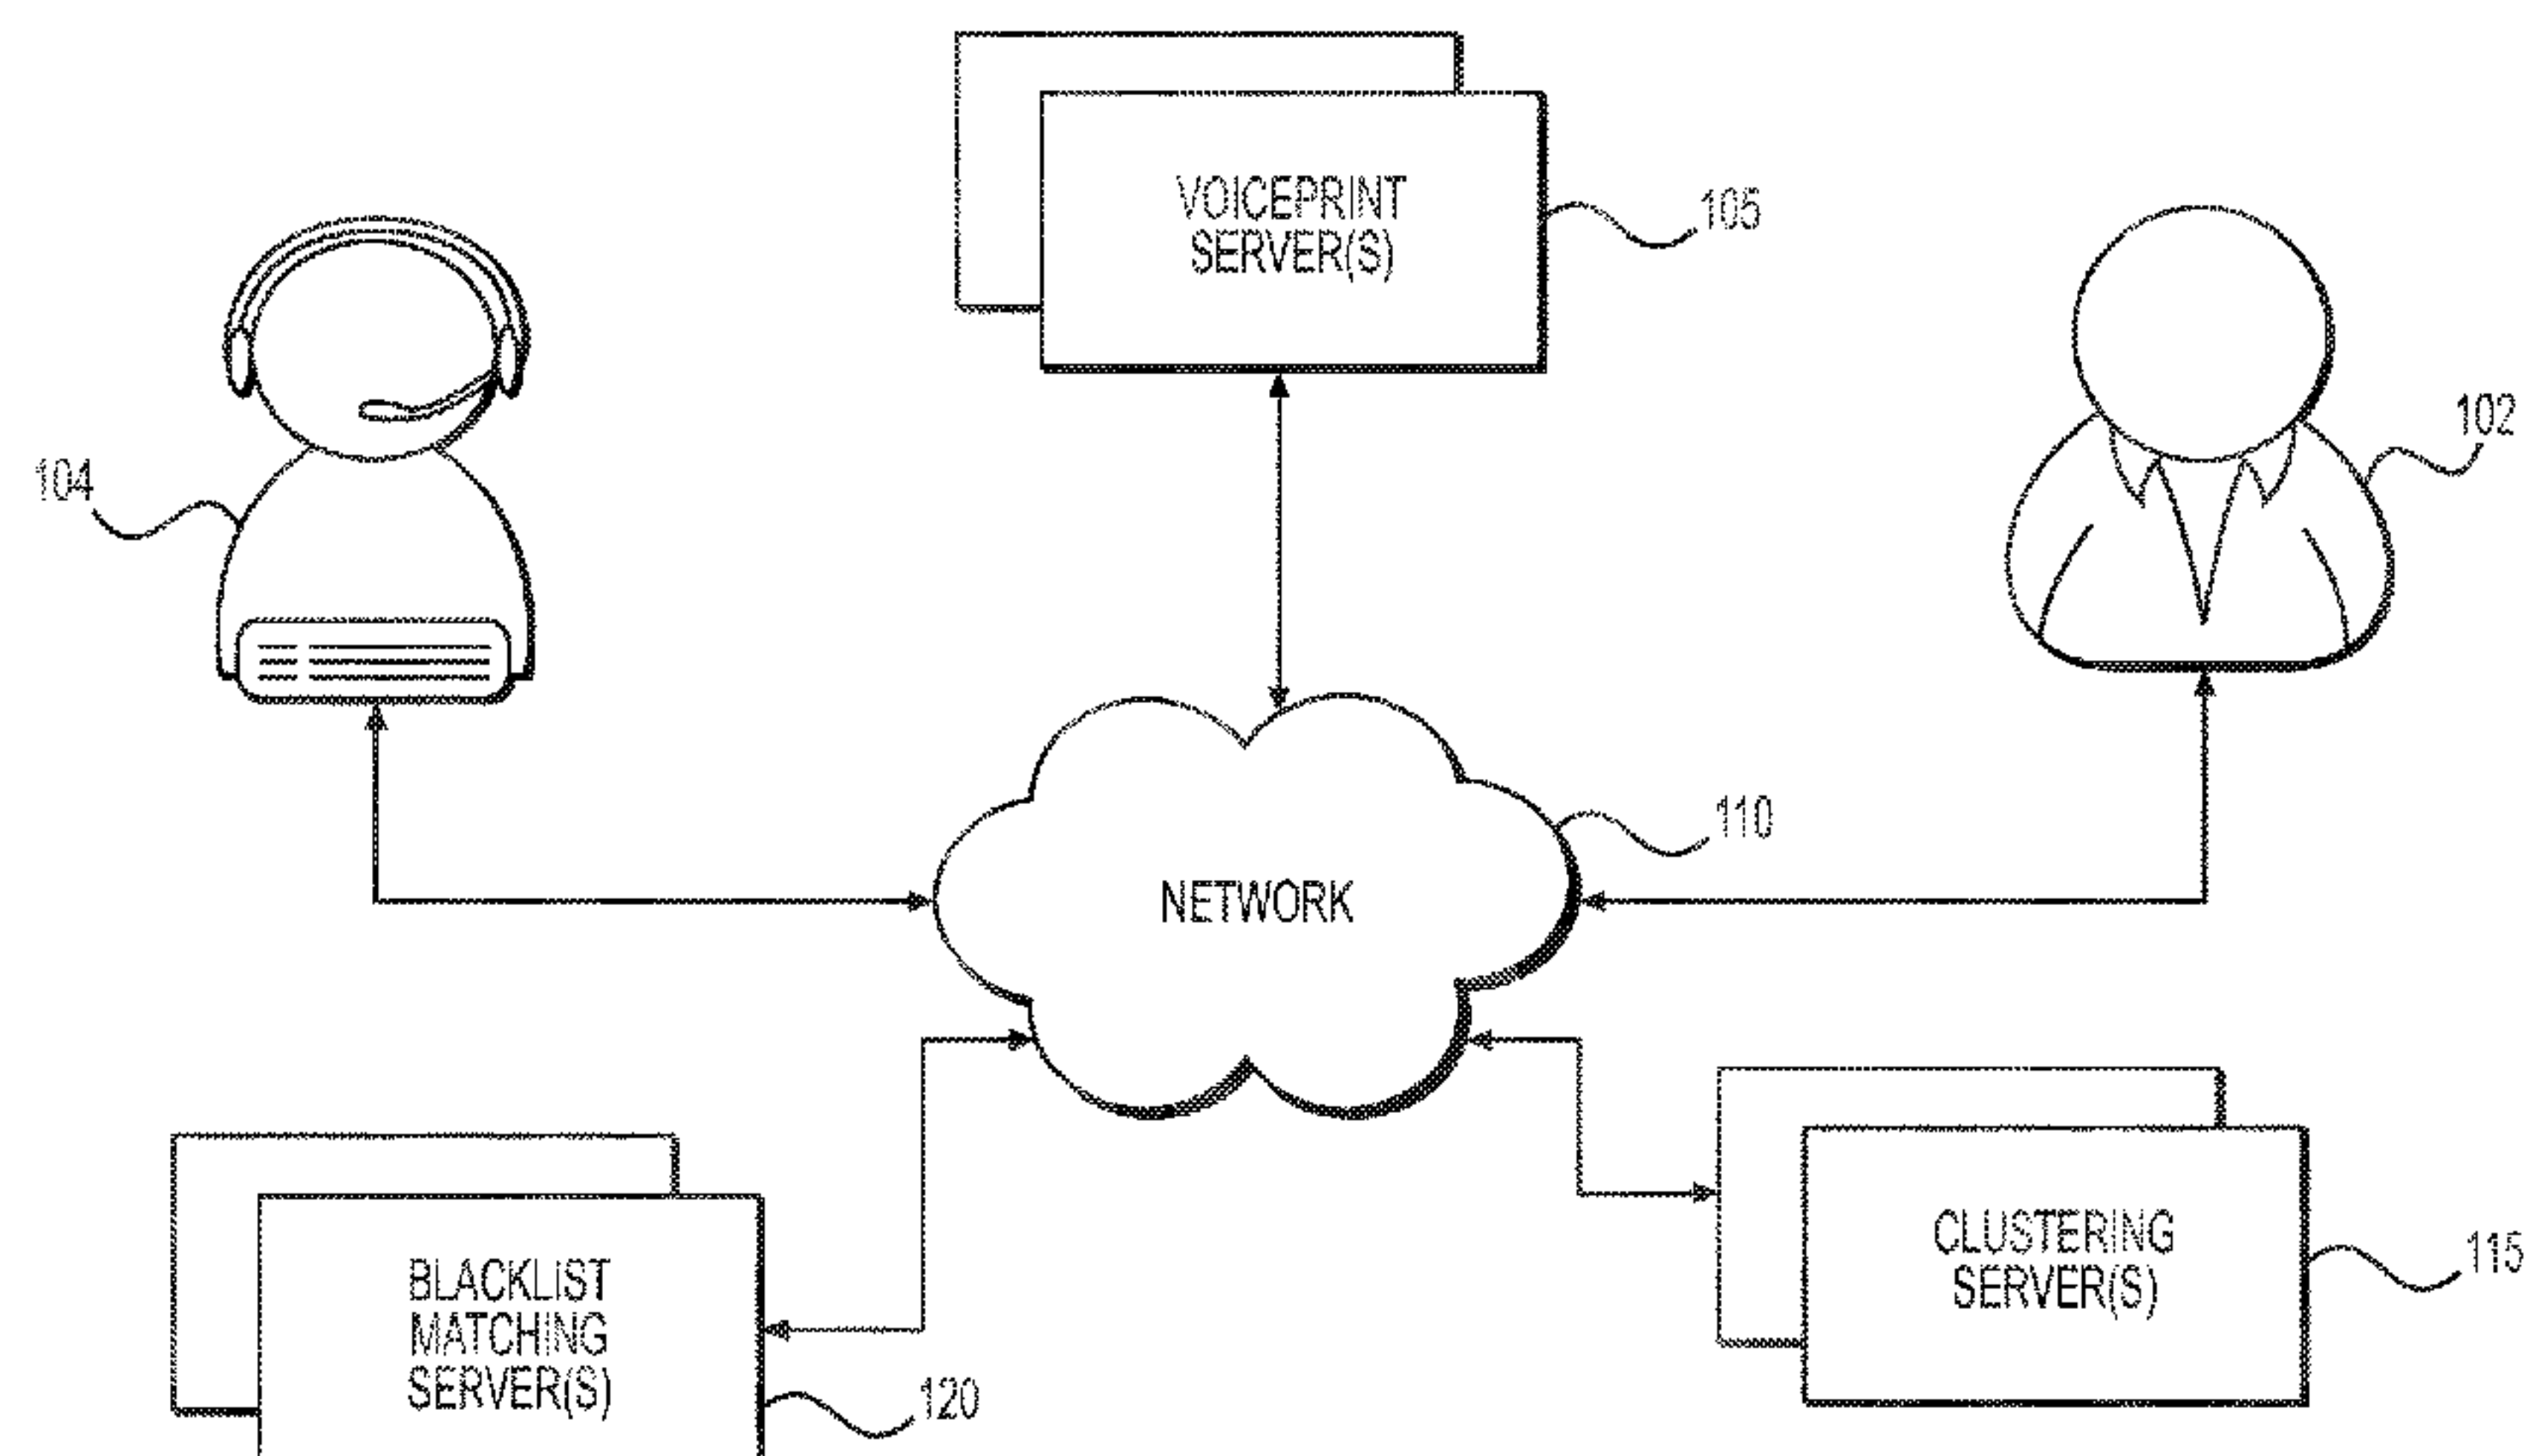 VOICEPRINT
SERVER(S)
105
102
104
110
NETWORK
CLUSTERING
SERVER(S)
115
BLACKLIST
MATCHING
SERVER(S)
120